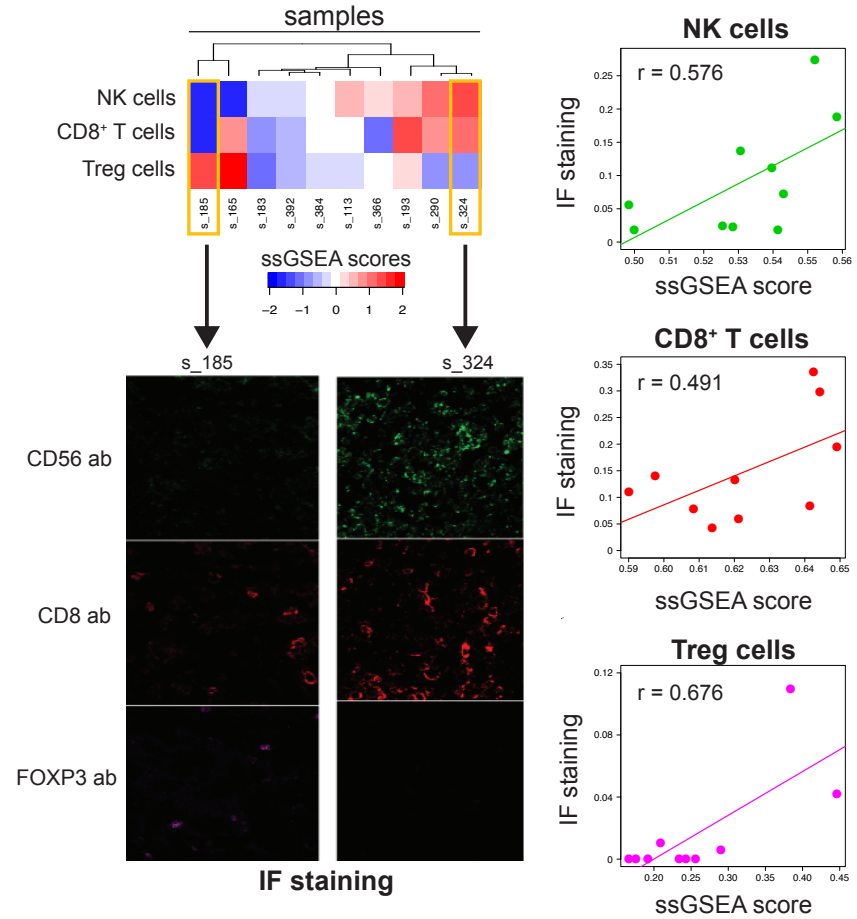 samples
NK cells
CD8⁺ T cells
Treg cells
s_185
s_165
s_183
s_392
s_384
s_113
s_366
s_193
s_290
s_324
ssGSEA scores
−2 −1 0 1 2
s_185
s_324
CD56 ab
CD8 ab
FOXP3 ab
IF staining
NK cells
r = 0.576
IF staining
0.25
0.2
0.15
0.1
0.05
0
0.50 0.51 0.52 0.53 0.54 0.55 0.56
ssGSEA score
CD8⁺ T cells
r = 0.491
IF staining
0.35
0.3
0.25
0.2
0.15
0.1
0.05
0
0.59 0.60 0.61 0.62 0.63 0.64 0.65
ssGSEA score
Treg cells
r = 0.676
IF staining
0.12
0.08
0.04
0
0.20 0.25 0.30 0.35 0.40 0.45
ssGSEA score